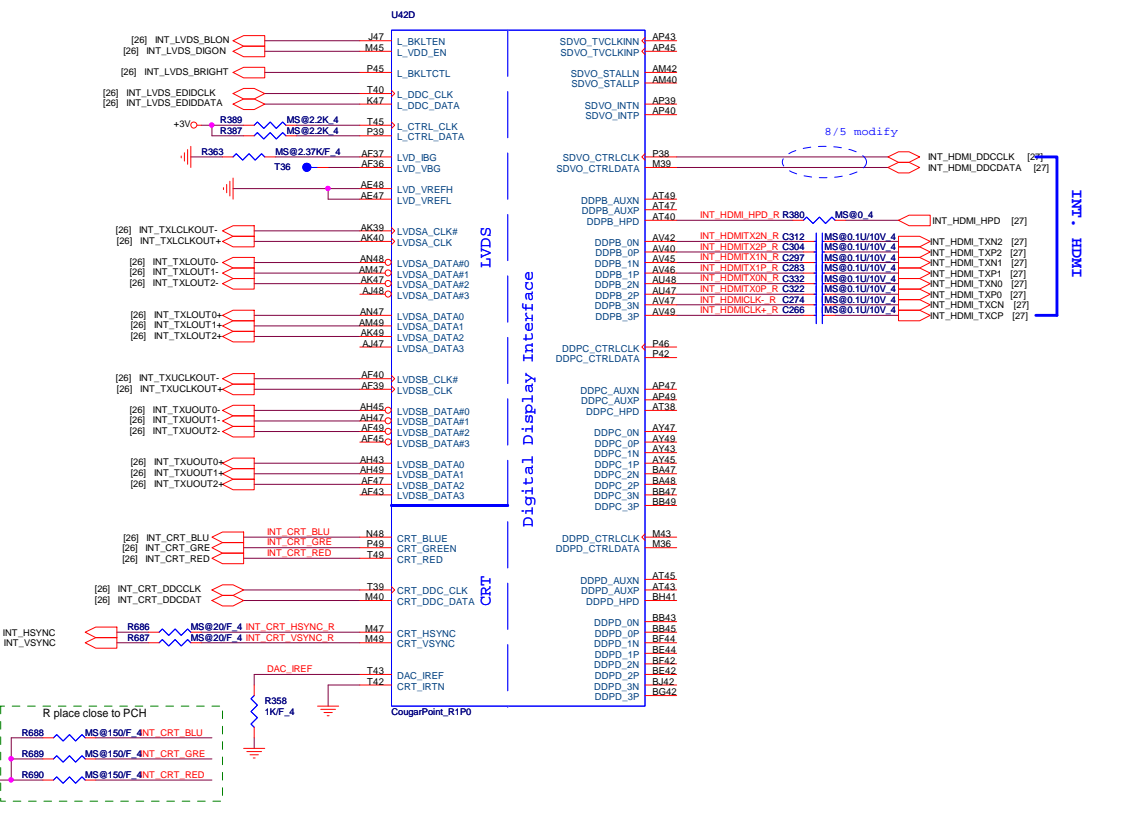 U42D
[26] INT_LVDS_BLON J47 L_BKLTEN
[26] INT_LVDS_DIGON M45 L_VDD_EN
[26] INT_LVDS_BRIGHT P45 L_BKLTCTL
[26] INT_LVDS_EDIDCLK T40 L_DDC_CLK
[26] INT_LVDS_EDIDDATA K47 L_DDC_DATA
+3V R389 MS@2.2K_4 T45 L_CTRL_CLK
R387 MS@2.2K_4 P39 L_CTRL_DATA
R363 MS@2.37K/F_4 AF37 LVD_IBG
T36 AF36 LVD_VBG
AE48 LVD_VREFH
AE47 LVD_VREFL
[26] INT_TXLCLKOUT- AK39 LVDSA_CLK#
[26] INT_TXLCLKOUT+ AK40 LVDSA_CLK
[26] INT_TXLOUT0- AN48 LVDSA_DATA#0
[26] INT_TXLOUT1- AM47 LVDSA_DATA#1
[26] INT_TXLOUT2- AK47 LVDSA_DATA#2
AJ48 LVDSA_DATA#3
[26] INT_TXLOUT0+ AN47 LVDSA_DATA0
[26] INT_TXLOUT1+ AM49 LVDSA_DATA1
[26] INT_TXLOUT2+ AK49 LVDSA_DATA2
AJ47 LVDSA_DATA3
[26] INT_TXUCLKOUT- AF40 LVDSB_CLK#
[26] INT_TXUCLKOUT+ AF39 LVDSB_CLK
[26] INT_TXUOUT0- AH45 LVDSB_DATA#0
[26] INT_TXUOUT1- AH47 LVDSB_DATA#1
[26] INT_TXUOUT2- AF49 LVDSB_DATA#2
AF45 LVDSB_DATA#3
[26] INT_TXUOUT0+ AH43 LVDSB_DATA0
[26] INT_TXUOUT1+ AH49 LVDSB_DATA1
[26] INT_TXUOUT2+ AF47 LVDSB_DATA2
AF43 LVDSB_DATA3
[26] INT_CRT_BLU INT_CRT_BLU N48 CRT_BLUE
[26] INT_CRT_GRE INT_CRT_GRE P49 CRT_GREEN
[26] INT_CRT_RED INT_CRT_RED T49 CRT_RED
[26] INT_CRT_DDCCLK T39 CRT_DDC_CLK
[26] INT_CRT_DDCDAT M40 CRT_DDC_DATA
INT_HSYNC R686 MS@20/F_4 INT_CRT_HSYNC_R M47 CRT_HSYNC
INT_VSYNC R687 MS@20/F_4 INT_CRT_VSYNC_R M49 CRT_VSYNC
DAC_IREF T43 DAC_IREF
T42 CRT_IRTN
R358
1K/F_4
CougarPoint_R1P0
LVDS
CRT
Digital Display Interface
SDVO_TVCLKINN AP43
SDVO_TVCLKINP AP45
SDVO_STALLN AM42
SDVO_STALLP AM40
SDVO_INTN AP39
SDVO_INTP AP40
8/5 modify
SDVO_CTRLCLK P38 INT_HDMI_DDCCLK [27]
SDVO_CTRLDATA M39 INT_HDMI_DDCDATA [27]
DDPB_AUXN AT49
DDPB_AUXP AT47
DDPB_HPD AT40 INT_HDMI_HPD_R R380 MS@0_4 INT_HDMI_HPD [27]
DDPB_0N AV42 INT_HDMITX2N_R C312 MS@0.1U/10V_4 INT_HDMI_TXN2 [27]
DDPB_0P AV40 INT_HDMITX2P_R C304 MS@0.1U/10V_4 INT_HDMI_TXP2 [27]
DDPB_1N AV45 INT_HDMITX1N_R C297 MS@0.1U/10V_4 INT_HDMI_TXN1 [27]
DDPB_1P AV46 INT_HDMITX1P_R C283 MS@0.1U/10V_4 INT_HDMI_TXP1 [27]
DDPB_2N AU48 INT_HDMITX0N_R C332 MS@0.1U/10V_4 INT_HDMI_TXN0 [27]
DDPB_2P AU47 INT_HDMITX0P_R C322 MS@0.1U/10V_4 INT_HDMI_TXP0 [27]
DDPB_3N AV47 INT_HDMICLK-_R C274 MS@0.1U/10V_4 INT_HDMI_TXCN [27]
DDPB_3P AV49 INT_HDMICLK+_R C266 MS@0.1U/10V_4 INT_HDMI_TXCP [27]
INT. HDMI
DDPC_CTRLCLK P46
DDPC_CTRLDATA P42
DDPC_AUXN AP47
DDPC_AUXP AP49
DDPC_HPD AT38
DDPC_0N AY47
DDPC_0P AY49
DDPC_1N AY43
DDPC_1P AY45
DDPC_2N BA47
DDPC_2P BA48
DDPC_3N BB47
DDPC_3P BB49
DDPD_CTRLCLK M43
DDPD_CTRLDATA M36
DDPD_AUXN AT45
DDPD_AUXP AT43
DDPD_HPD BH41
DDPD_0N BB43
DDPD_0P BB45
DDPD_1N BF44
DDPD_1P BE44
DDPD_2N BF42
DDPD_2P BE42
DDPD_3N BJ42
DDPD_3P BG42
R place close to PCH
R688 MS@150/F_4 NT_CRT_BLU
R689 MS@150/F_4 NT_CRT_GRE
R690 MS@150/F_4 NT_CRT_RED